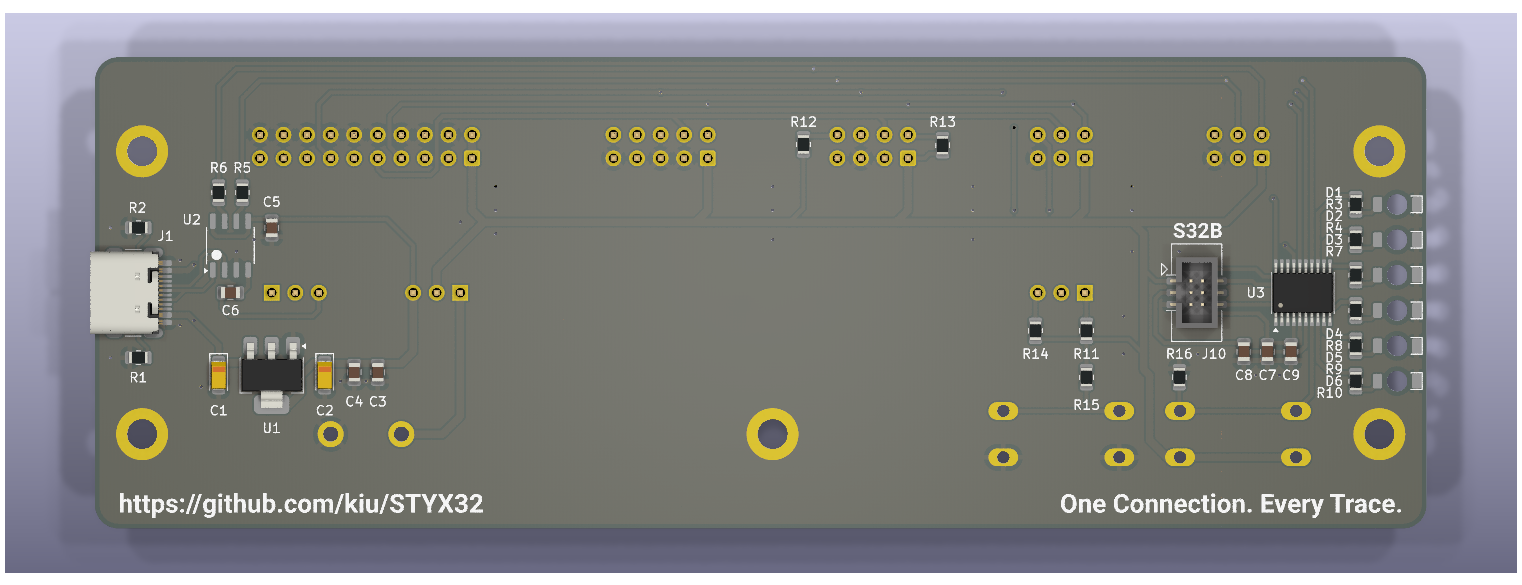 R12
R13
R6 R5
C5
R2
U2
J1
D1
R3
D2
S32B
R4
D3
R7
U3
C6
R14
R11
R16 J10
D4
R8
D5
R9
D6
R10
C8 C7 C9
R1
C1
C2
C4 C3
R15
U1
https://github.com/kiu/STYX32
One Connection. Every Trace.